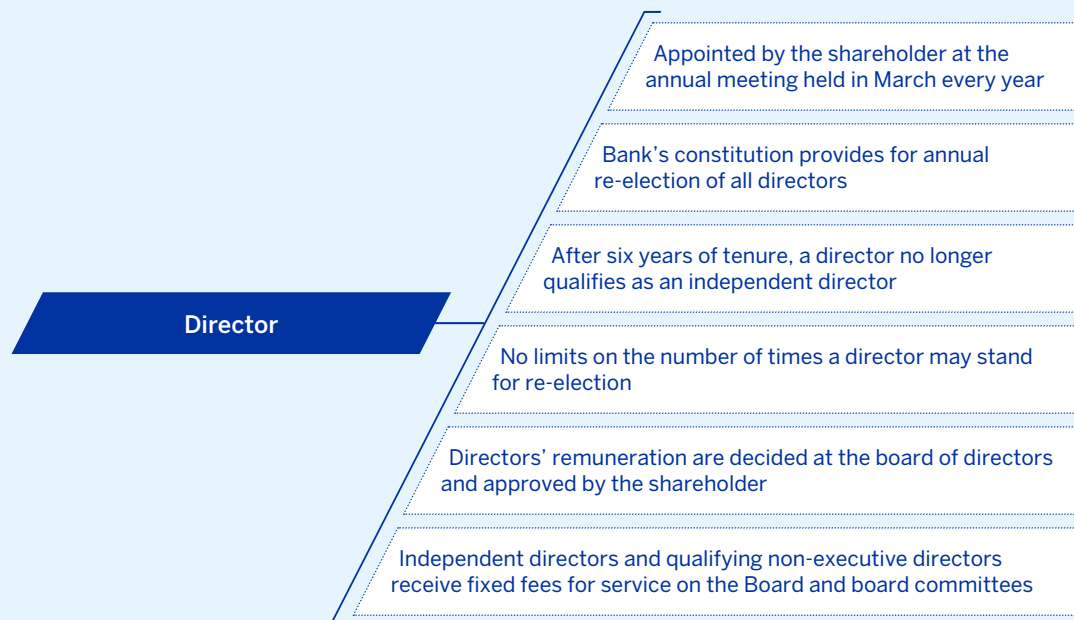 Appointed by the shareholder at the
annual meeting held in March every year
Bank's constitution provides for annual
re-election of all directors
After six years of tenure, a director no longer
qualifies as an independent director
Director
No limits on the number of times a director may stand
for re-election
Directors' remuneration are decided at the board of directors
and approved by the shareholder
Independent directors and qualifying non-executive directors
receive fixed fees for service on the Board and board committees